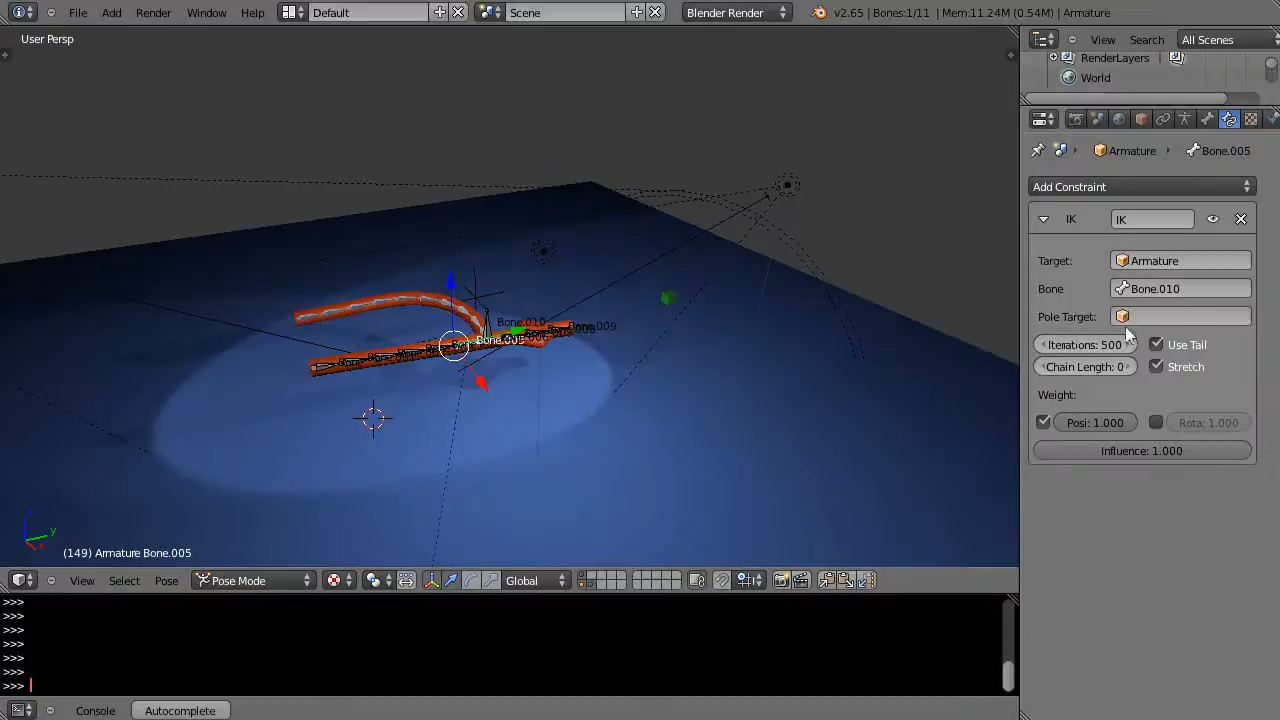 File Add Render Window Help Default Scene Blender Render v2.65 | Bones:1/11 | Mem:11.24M (0.54M) | Armature
User Persp
View Search All Scenes
RenderLayers |
World
Armature Bone.005
Add Constraint
IK IK
Target: Armature
Bone Bone.010
Pole Target:
Iterations: 500 Use Tail
Chain Length: 0 Stretch
Weight:
Posi: 1.000 Rota: 1.000
Influence: 1.000
Bone.010
Bone.005
(149) Armature Bone.005
View Select Pose Pose Mode Global
>>>
>>>
>>>
>>>
>>>
>>>
>>>
Console Autocomplete